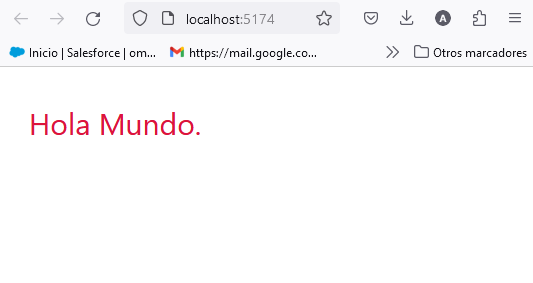 localhost:5174
A
Inicio | Salesforce | om...
https://mail.google.co...
Otros marcadores
Hola Mundo.